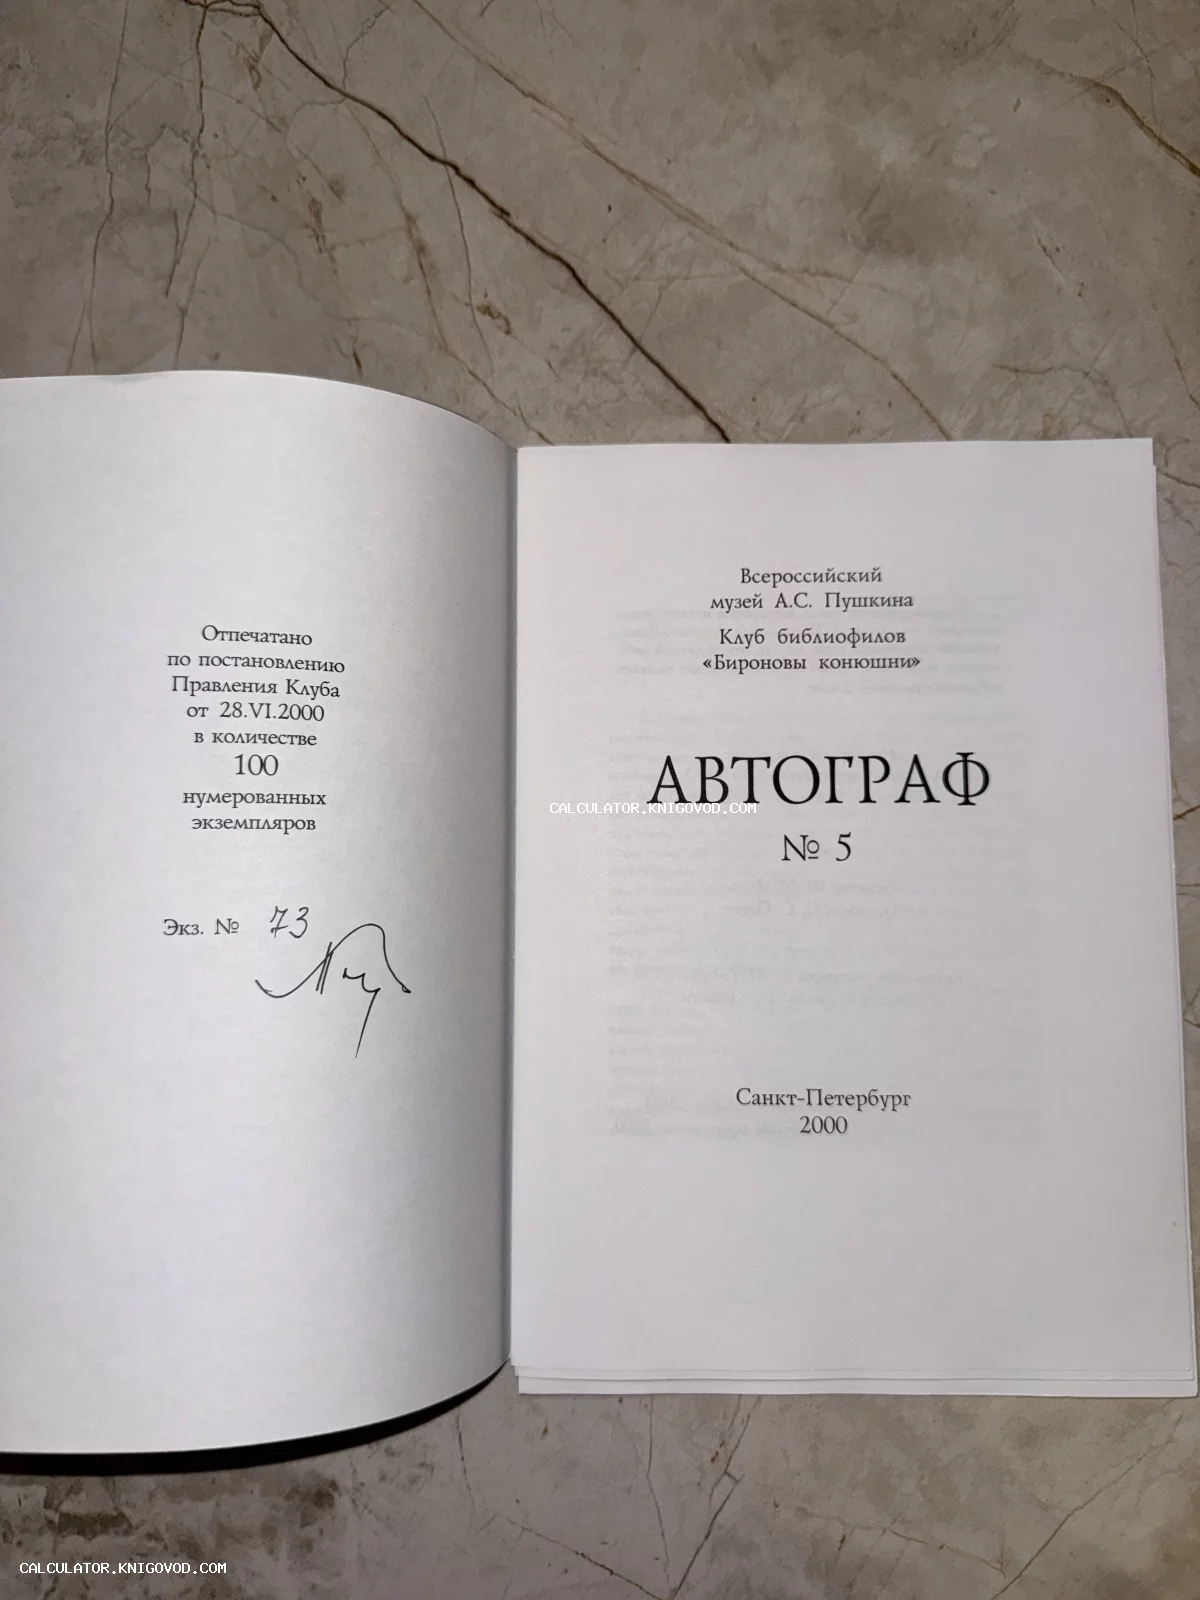 Отпечатано
по постановлению
Правления Клуба
от 28.VI.2000
в количестве
100
нумерованных
экземпляров
Экз. № 73
Всероссийский
музей А.С. Пушкина
Клуб библиофилов
«Бироновы конюшни»
АВТОГРАФ
CALCULATOR.KNIGOVOD.COM
№ 5
Санкт-Петербург
2000
CALCULATOR.KNIGOVOD.COM